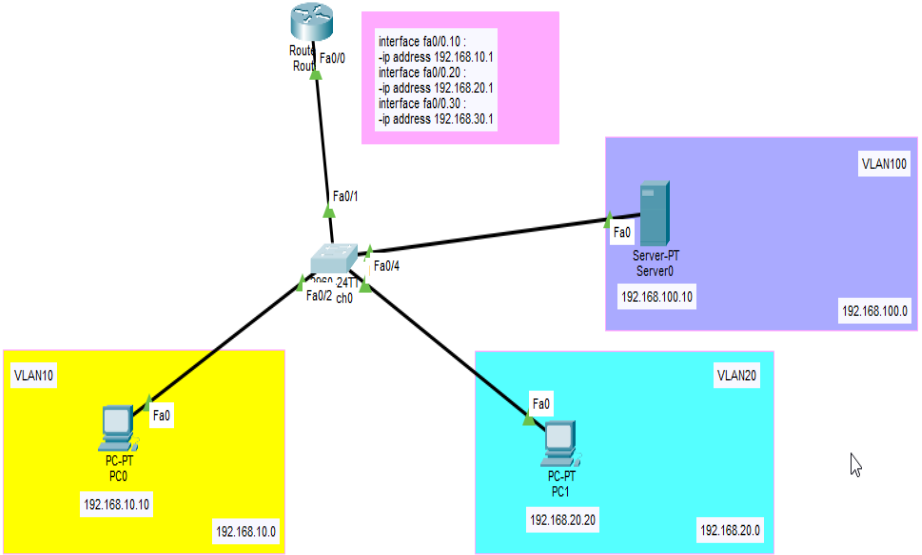 Route
Rout
Fa0/0
interface fa0/0.10 :
-ip address 192.168.10.1
interface fa0/0.20 :
-ip address 192.168.20.1
interface fa0/0.30 :
-ip address 192.168.30.1
VLAN100
Fa0/1
Fa0
Server-PT
Server0
192.168.100.10
192.168.100.0
Fa0/4
24TT
Fa0/2
ch0
VLAN10
Fa0
PC-PT
PC0
192.168.10.10
192.168.10.0
VLAN20
Fa0
PC-PT
PC1
192.168.20.20
192.168.20.0